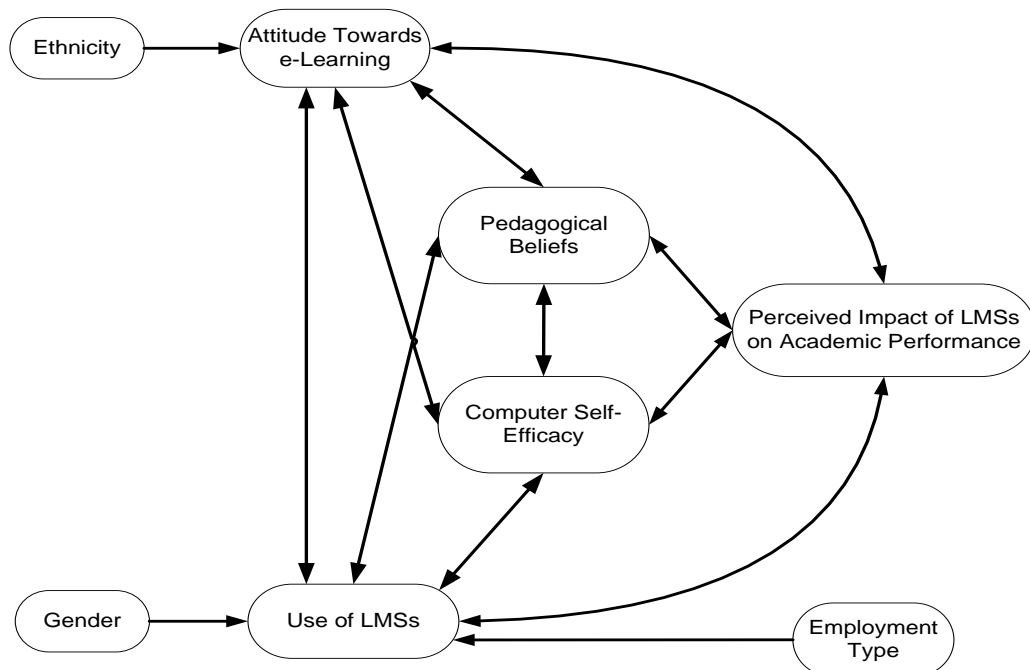 Ethnicity
Attitude Towards
e-Learning
Pedagogical
Beliefs
Perceived Impact of LMSs
on Academic Performance
Computer Self-
Efficacy
Gender
Use of LMSs
Employment
Type